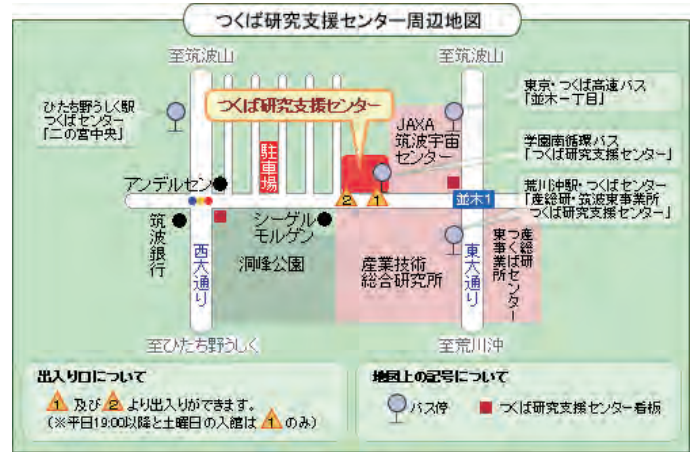 つくば研究支援センター周辺地図
至筑波山
至筑波山
ひたち野うしく駅
つくばセンター
「二の宮中央」
つくば研究支援センター
東京・つくば高速バス
「並木一丁目」
JAXA
筑波宇宙
センター
学園南循環バス
「つくば研究支援センター」
駐車場
アンデルセン
荒川沖駅・つくばセンター
「産総研・筑波東事業所
つくば研究支援センター」
2
1
並木1
筑波銀行
西大通り
シーゲル
モルゲン
洞峰公園
産業技術
総合研究所
東大通り
産総研
つくばセンター
東事業所
至ひたち野うしく
至荒川沖
出入り口について
1 及び 2 より出入りができます。
(※平日19:00以降と土曜日の入館は 1 のみ)
地図上の記号について
バス停
つくば研究支援センター看板